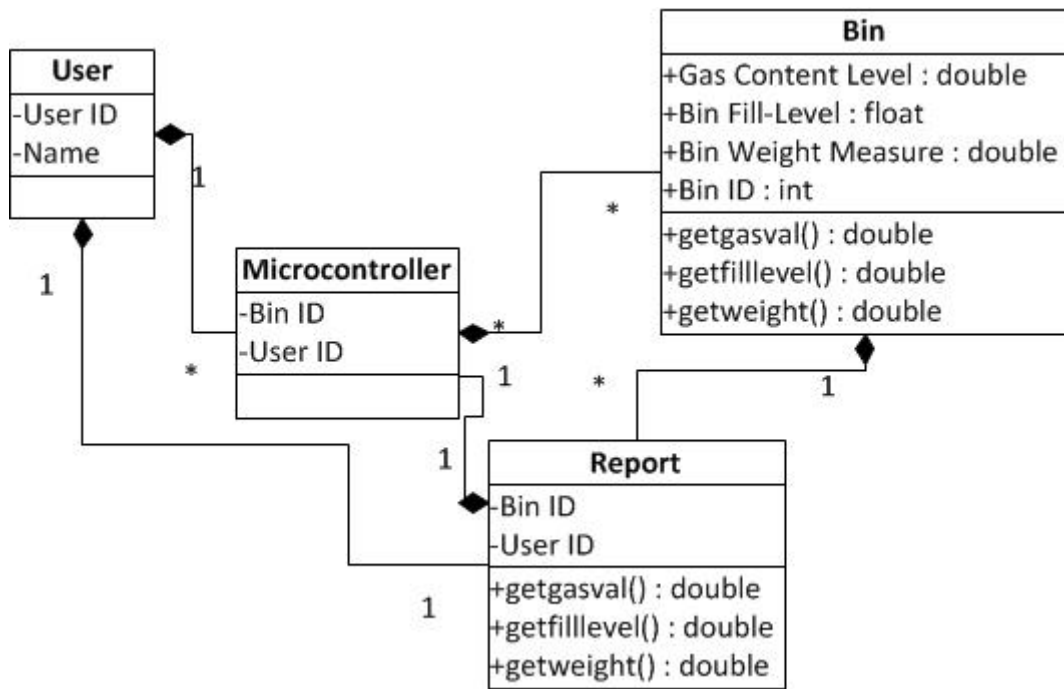 User
-User ID
-Name
1
1
*
Microcontroller
-Bin ID
-User ID
*
1
1
*
Bin
+Gas Content Level : double
+Bin Fill-Level : float
+Bin Weight Measure : double
+Bin ID : int
+getgasval() : double
+getfilllevel() : double
+getweight() : double
1
*
Report
-Bin ID
-User ID
+getgasval() : double
+getfilllevel() : double
+getweight() : double
1